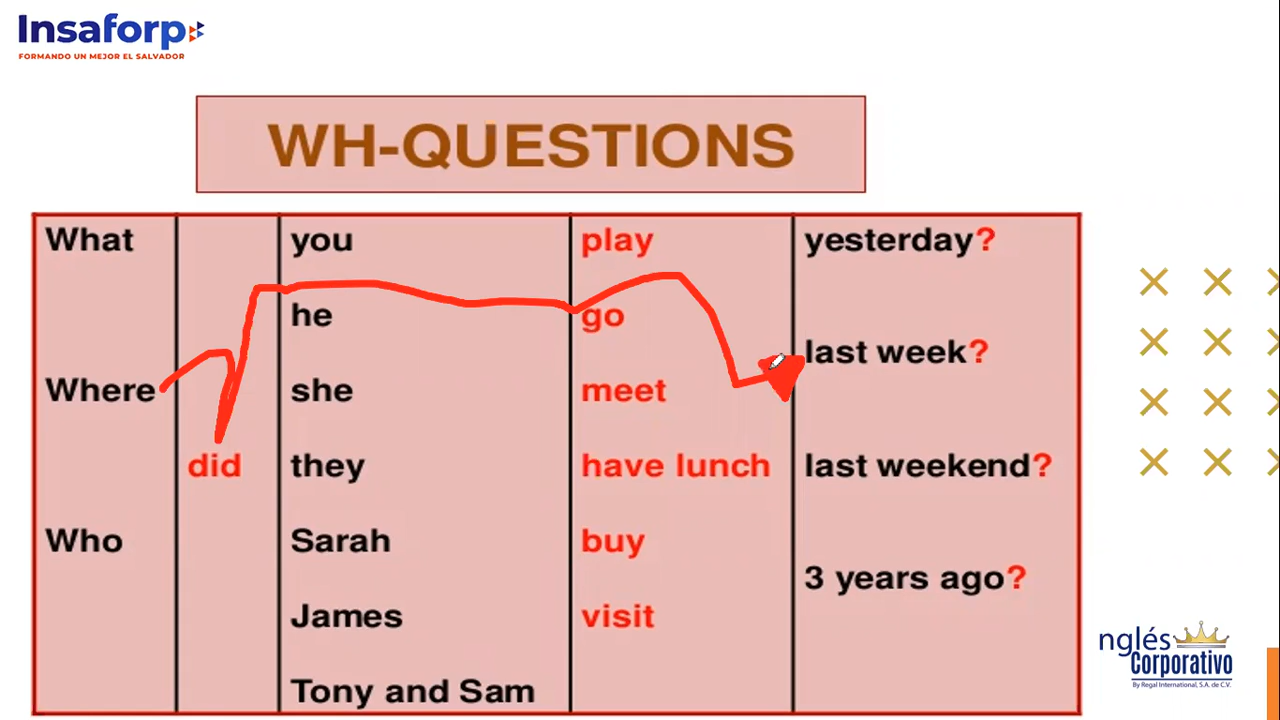 Insaforp
FORMANDO UN MEJOR EL SALVADOR
WH-QUESTIONS
What you play yesterday?
he go
last week?
Where she meet
did they have lunch last weekend?
Who Sarah buy
3 years ago?
James visit
Tony and Sam
nglés
Corporativo
By Regal International, S.A. de C.V.